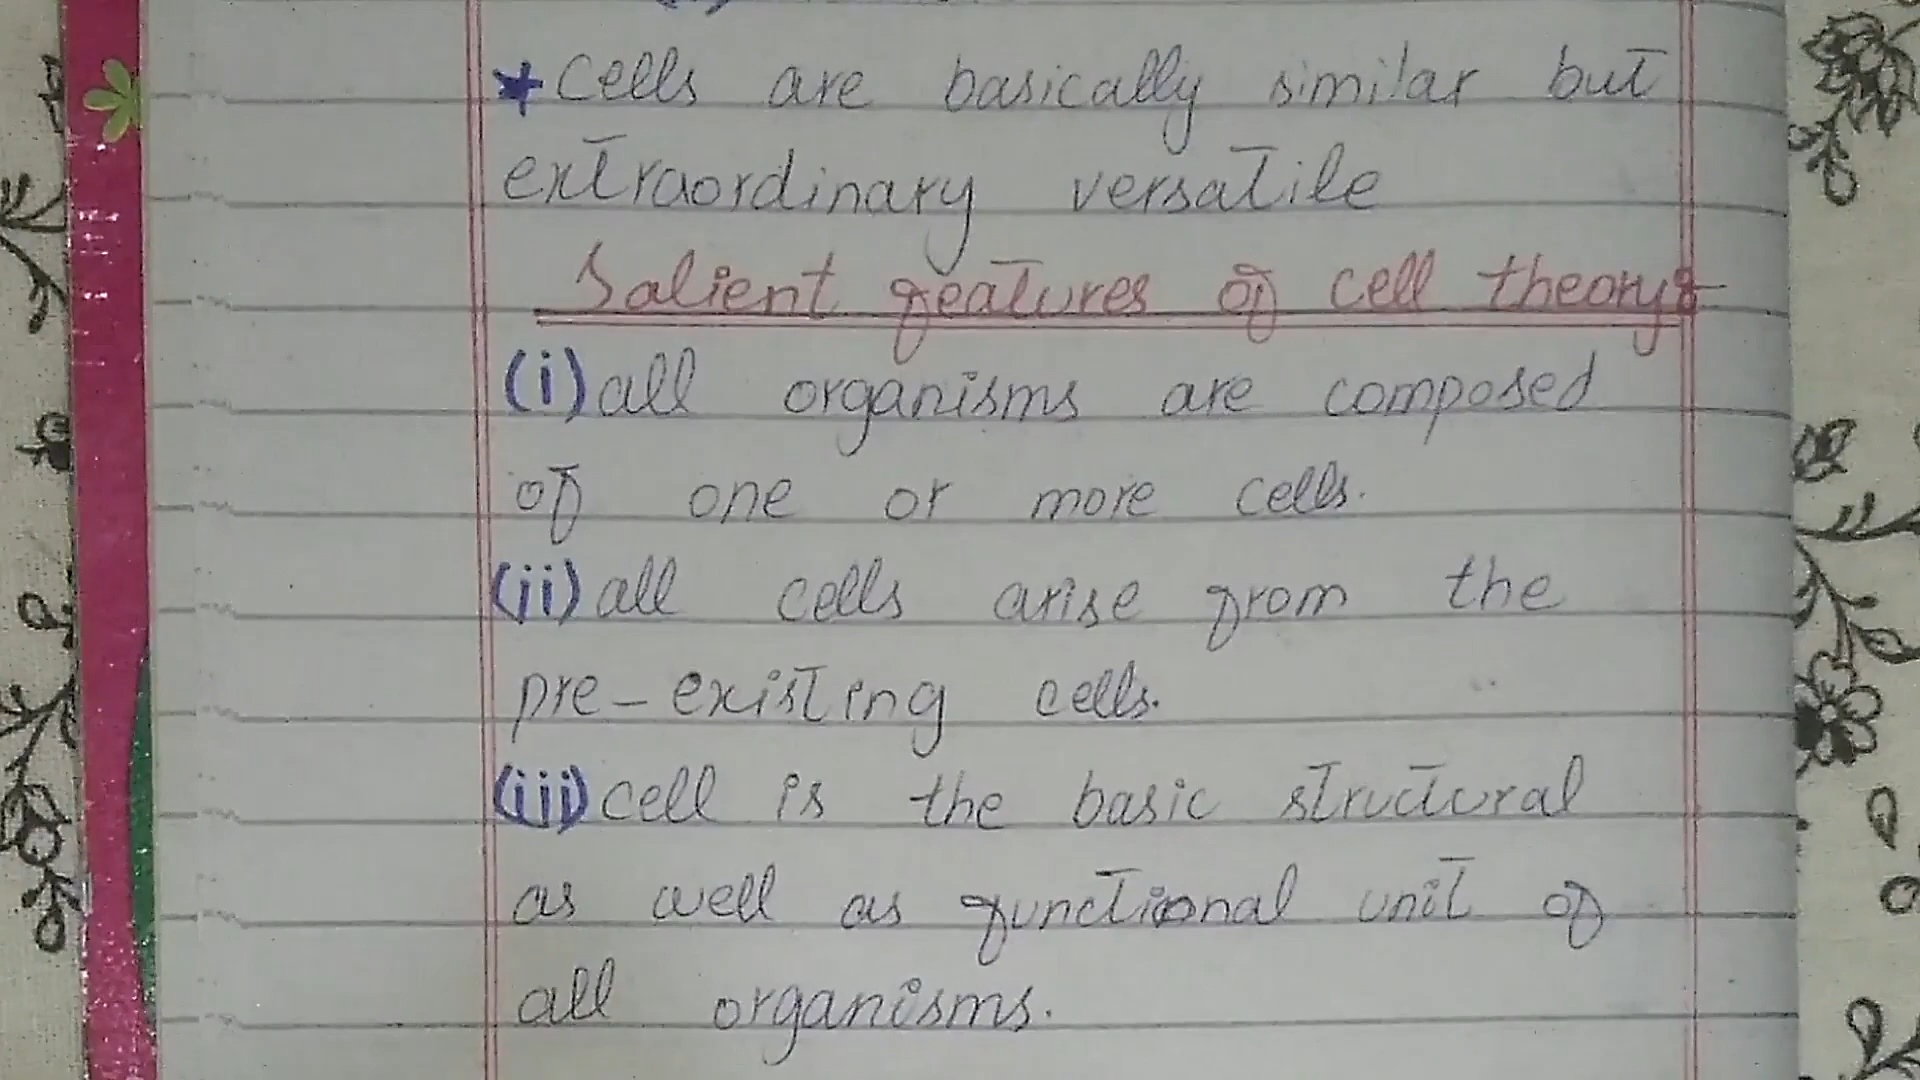 ★ Cells are basically similar but
extraordinary versatile
Salient features of cell theory:-
(i) all organisms are composed
of one or more cells.
(ii) all cells arise from the
pre-existing cells.
(iii) cell is the basic structural
as well as functional unit of
all organisms.